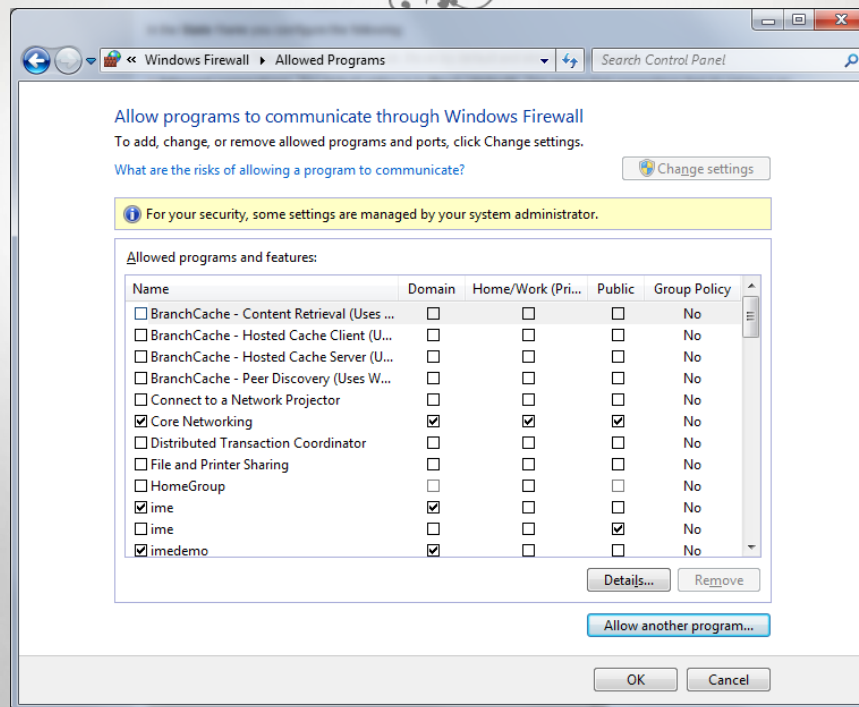 « Windows Firewall ▸ Allowed Programs Search Control Panel
Allow programs to communicate through Windows Firewall
To add, change, or remove allowed programs and ports, click Change settings.
What are the risks of allowing a program to communicate? Change settings
For your security, some settings are managed by your system administrator.
Allowed programs and features:
Name Domain Home/Work (Pri... Public Group Policy
BranchCache - Content Retrieval (Uses ... No
BranchCache - Hosted Cache Client (U... No
BranchCache - Hosted Cache Server (U... No
BranchCache - Peer Discovery (Uses W... No
Connect to a Network Projector No
Core Networking No
Distributed Transaction Coordinator No
File and Printer Sharing No
HomeGroup No
ime No
ime No
imedemo No
Details... Remove
Allow another program...
OK Cancel